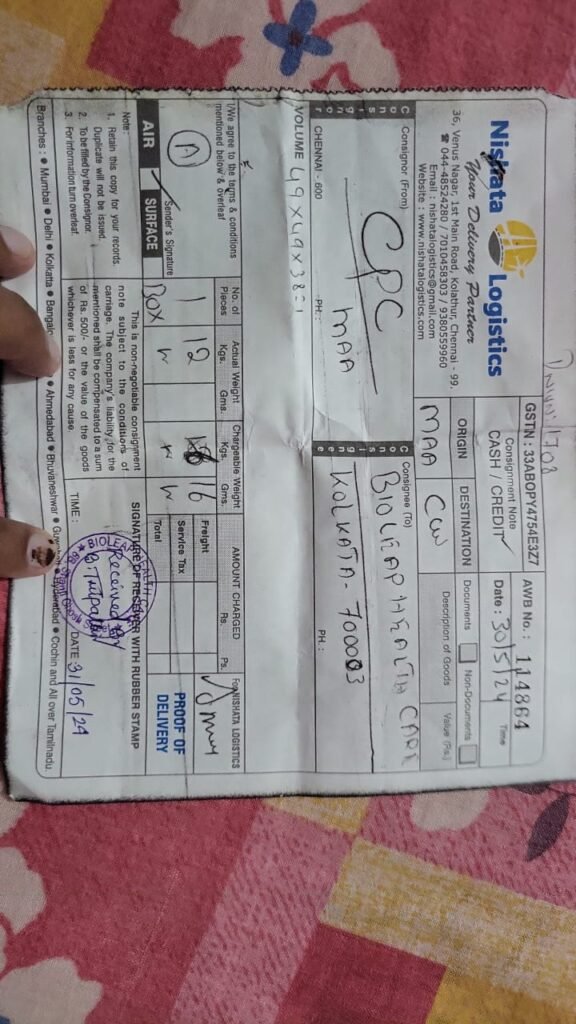 Nishata Logistics
Your Delivery Partner
36, Venus Nagar, 1st Main Road, Kolathur, Chennai - 99.
☎ 044-48524280 / 7010458303 / 9380559960
Email : nishatalogistics@gmail.com
Website : www.nishatalogistics.com
GSTN : 33ABOPY4754E3Z7
Consignment Note
CASH / CREDIT
AWB No. : 114864
Date : 30/5/24 Time
ORIGIN DESTINATION
MAA CCU
Documents Non-Documents
Description of Goods Value (Rs.)
Consignor (From)
CPC
MAA
CHENNAI - 600 PH. :
VOLUME 49X49X38=1
Consignee (To)
BIOLEAP HEALTH CARE
KOLKATA - 700003
PH. :
I/We agree to the terms & conditions
mentioned below & overleaf
A
Sender's Signature
AIR SURFACE
No. of Pieces Actual Weight Kgs. Gms. Chargeable Weight Kgs. Gms.
1 12 16
BOX
AMOUNT CHARGED
Rs. Ps.
Freight
Service Tax
Total
For NISHATA LOGISTICS
PROOF OF
DELIVERY
Note:
1. Retain this copy for your records.
Duplicate will not be issued.
2. To be filled by the Consignor.
3. For information turn overleaf.
This is non-negotiable consignment
note subject to the conditions of
carriage. The company's liability for the
mentioned shall be compensated to a sum
of Rs. 500/- or the value of the goods
whichever is less for any cause.
SIGNATURE OF RECEIVER WITH RUBBER STAMP
Received By
B. Tripathi
TIME : DATE 31/05/24
Branches : ● Mumbai ● Delhi ● Kolkatta ● Ahmedabad ● Bhuvaneshwar ● Hyderabad ● Cochin and All over Tamilnadu.